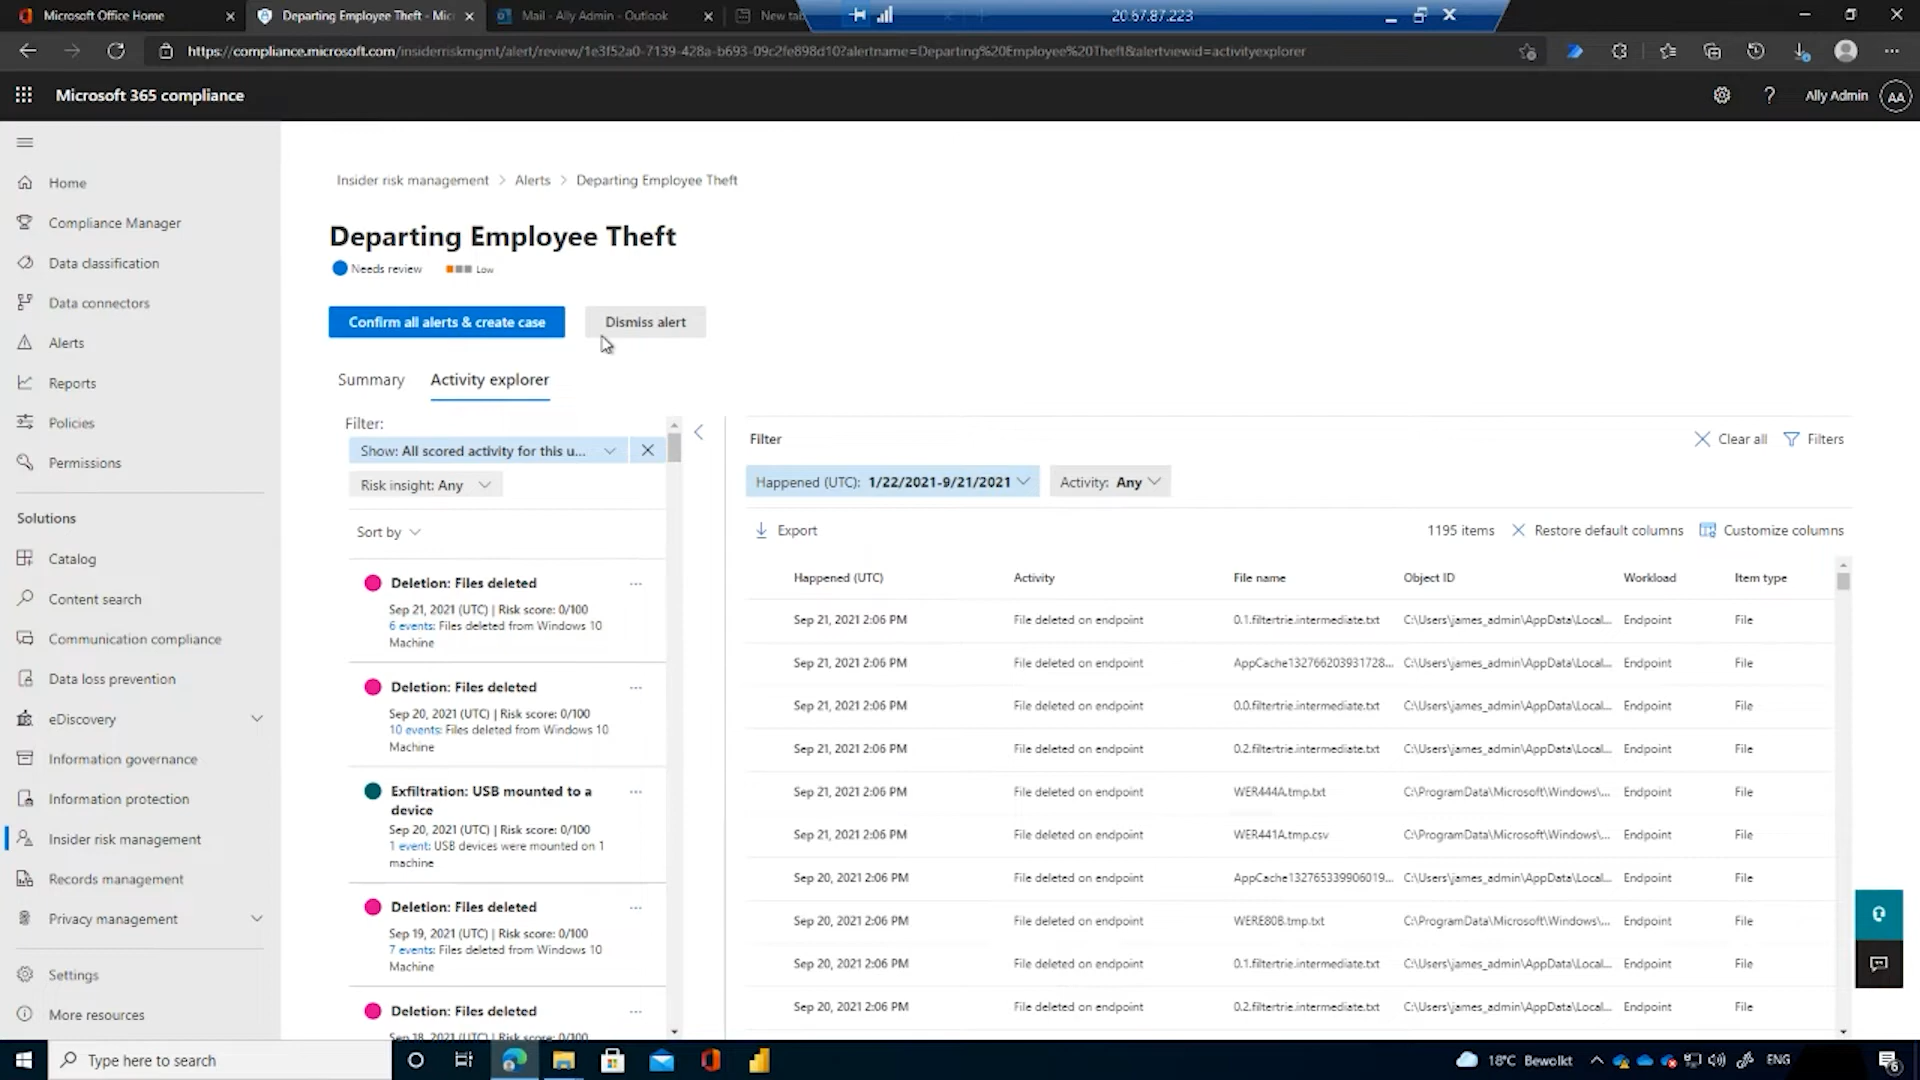 Microsoft Office Home
Departing Employee Theft - Mic
Mail - Ally Admin - Outlook
New tab
20.67.87.223
https://compliance.microsoft.com/insiderriskmgmt/alert/review/1e3f52a0-7139-428a-b693-09c2fe898d10?alertname=Departing%20Employee%20Theft&alertviewid=activityexplorer
Microsoft 365 compliance
?
Ally Admin
AA
Home
Compliance Manager
Data classification
Data connectors
Alerts
Reports
Policies
Permissions
Solutions
Catalog
Content search
Communication compliance
Data loss prevention
eDiscovery
Information governance
Information protection
Insider risk management
Records management
Privacy management
Settings
More resources
Insider risk management > Alerts > Departing Employee Theft
Departing Employee Theft
Needs review
Low
Confirm all alerts & create case
Dismiss alert
Summary
Activity explorer
Filter:
Show: All scored activity for this u...
Risk insight: Any
Sort by
Deletion: Files deleted
Sep 21, 2021 (UTC) | Risk score: 0/100
6 events: Files deleted from Windows 10
Machine
Deletion: Files deleted
Sep 20, 2021 (UTC) | Risk score: 0/100
10 events: Files deleted from Windows 10
Machine
Exfiltration: USB mounted to a
device
Sep 20, 2021 (UTC) | Risk score: 0/100
1 event: USB devices were mounted on 1
machine
Deletion: Files deleted
Sep 19, 2021 (UTC) | Risk score: 0/100
7 events: Files deleted from Windows 10
Machine
Deletion: Files deleted
Sep 18, 2021 (UTC) | Risk score: 0/100
Filter
Clear all
Filters
Happened (UTC): 1/22/2021-9/21/2021
Activity: Any
Export
1195 items
Restore default columns
Customize columns
Happened (UTC) Activity File name Object ID Workload Item type
Sep 21, 2021 2:06 PM File deleted on endpoint 0.1.filtertrie.intermediate.txt C:\Users\james_admin\AppData\Local... Endpoint File
Sep 21, 2021 2:06 PM File deleted on endpoint AppCache132766203931728... C:\Users\james_admin\AppData\Local... Endpoint File
Sep 21, 2021 2:06 PM File deleted on endpoint 0.0.filtertrie.intermediate.txt C:\Users\james_admin\AppData\Local... Endpoint File
Sep 21, 2021 2:06 PM File deleted on endpoint 0.2.filtertrie.intermediate.txt C:\Users\james_admin\AppData\Local... Endpoint File
Sep 21, 2021 2:06 PM File deleted on endpoint WER444A.tmp.txt C:\ProgramData\Microsoft\Windows\... Endpoint File
Sep 21, 2021 2:06 PM File deleted on endpoint WER441A.tmp.csv C:\ProgramData\Microsoft\Windows\... Endpoint File
Sep 20, 2021 2:06 PM File deleted on endpoint AppCache132765339906019... C:\Users\james_admin\AppData\Local... Endpoint File
Sep 20, 2021 2:06 PM File deleted on endpoint WERE80B.tmp.txt C:\ProgramData\Microsoft\Windows\... Endpoint File
Sep 20, 2021 2:06 PM File deleted on endpoint 0.1.filtertrie.intermediate.txt C:\Users\james_admin\AppData\Local... Endpoint File
Sep 20, 2021 2:06 PM File deleted on endpoint 0.2.filtertrie.intermediate.txt C:\Users\james_admin\AppData\Local... Endpoint File
Type here to search
18°C Bewolkt
ENG
6